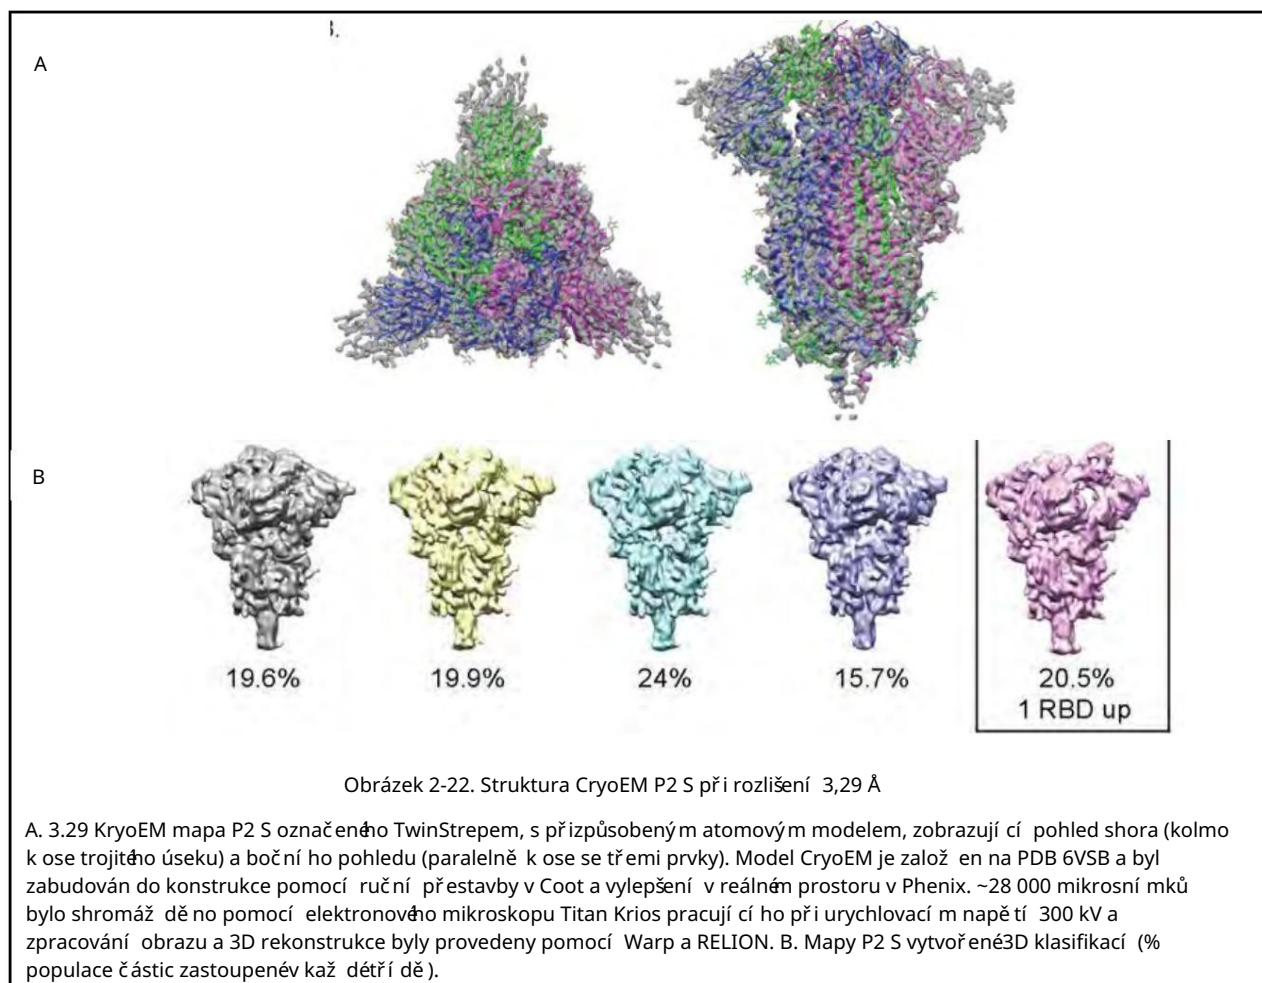 B.
A
B
19.6%
19.9%
24%
15.7%
20.5%
1 RBD up
Obrázek 2-22. Struktura CryoEM P2 S při rozlišení 3,29 Å
A. 3.29 KryoEM mapa P2 S označeného TwinStrepem, s přizpůsobeným atomovým modelem, zobrazující pohled shora (kolmo
k ose trojitého úseku) a boční ho pohledu (paralelně k ose se třemi prvky). Model CryoEM je založen na PDB 6VSB a byl
zabudován do konstrukce pomocí ruční přestavby v Coot a vylepšení v reálném prostoru v Phenix. ~28 000 mikrosnímků
bylo shromážděno pomocí elektronového mikroskopu Titan Krios pracujícího při urychlovacím napětí 300 kV a
zpracování obrazu a 3D rekonstrukce byly provedeny pomocí Warp a RELION. B. Mapy P2 S vytvořené3D klasifikací (%
populace částic zastoupené v každé třídě).